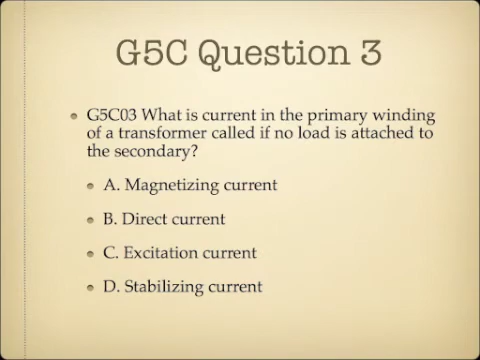 G5C Question 3
G5C03 What is current in the primary winding
of a transformer called if no load is attached to
the secondary?
A. Magnetizing current
B. Direct current
C. Excitation current
D. Stabilizing current